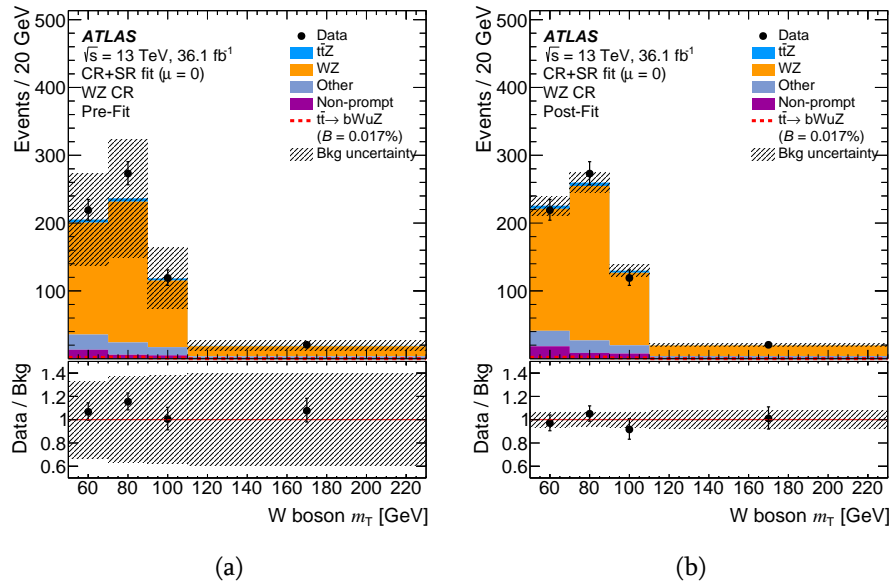 500
400
300
200
100
Events / 20 GeV
ATLAS
√s = 13 TeV, 36.1 fb⁻¹
CR+SR fit (μ = 0)
WZ CR
Pre-Fit
Data
tt̄Z
WZ
Other
Non-prompt
tt̄→ bWuZ
(B = 0.017%)
Bkg uncertainty
1.4
1.2
1
0.8
0.6
Data / Bkg
60 80 100 120 140 160 180 200 220
W boson mT [GeV]
(a)
500
400
300
200
100
Events / 20 GeV
ATLAS
√s = 13 TeV, 36.1 fb⁻¹
CR+SR fit (μ = 0)
WZ CR
Post-Fit
Data
tt̄Z
WZ
Other
Non-prompt
tt̄→ bWuZ
(B = 0.017%)
Bkg uncertainty
1.4
1.2
1
0.8
0.6
Data / Bkg
60 80 100 120 140 160 180 200 220
W boson mT [GeV]
(b)